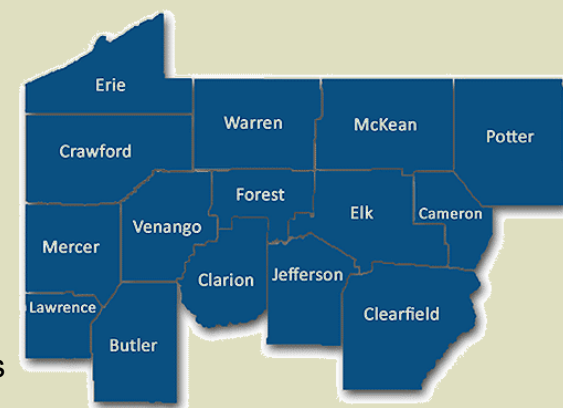 Erie
Warren
McKean
Potter
Crawford
Forest
Elk
Cameron
Venango
Mercer
Clarion
Jefferson
Lawrence
Clearfield
Butler
s